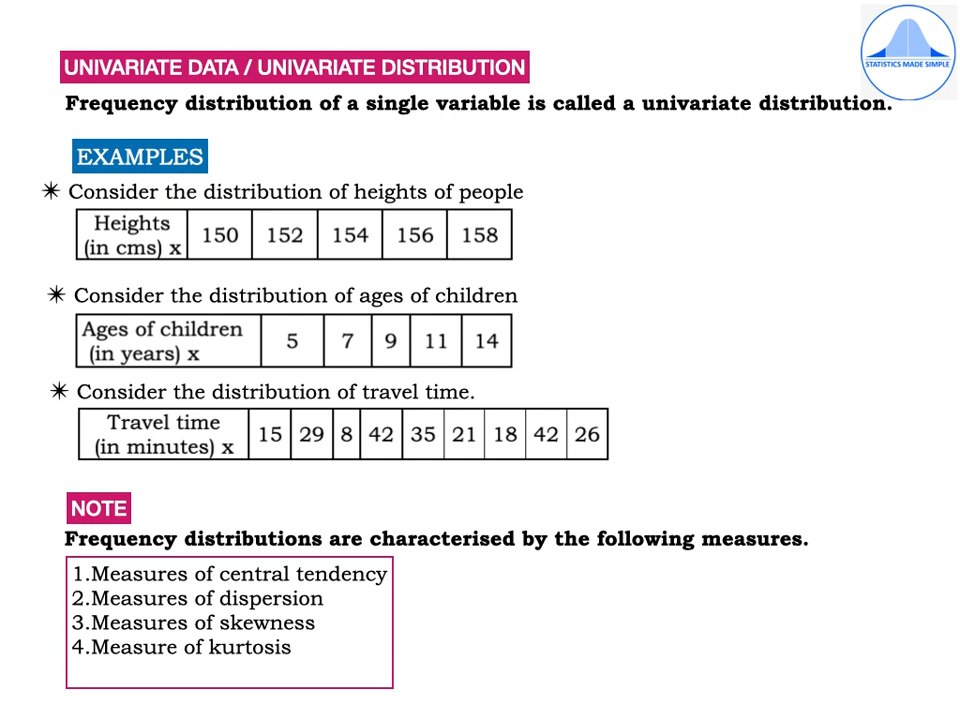 STATISTICS MADE SIMPLE
UNIVARIATE DATA / UNIVARIATE DISTRIBUTION
Frequency distribution of a single variable is called a univariate distribution.
EXAMPLES
✴ Consider the distribution of heights of people
Heights
(in cms) x 150 152 154 156 158
✴ Consider the distribution of ages of children
Ages of children
(in years) x 5 7 9 11 14
✴ Consider the distribution of travel time.
Travel time
(in minutes) x 15 29 8 42 35 21 18 42 26
NOTE
Frequency distributions are characterised by the following measures.
1.Measures of central tendency
2.Measures of dispersion
3.Measures of skewness
4.Measure of kurtosis